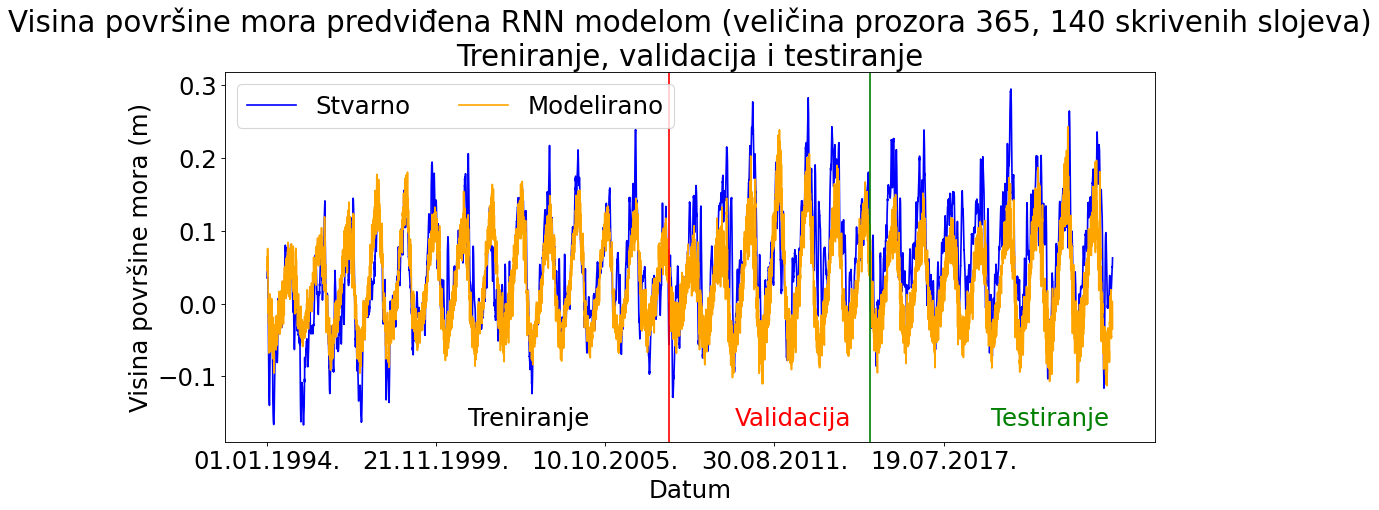 Visina površine mora predviđena RNN modelom (veličina prozora 365, 140 skrivenih slojeva)
Treniranje, validacija i testiranje
Stvarno
Modelirano
0.3
0.2
0.1
0.0
−0.1
Visina površine mora (m)
Treniranje
Validacija
Testiranje
01.01.1994.
21.11.1999.
10.10.2005.
30.08.2011.
19.07.2017.
Datum